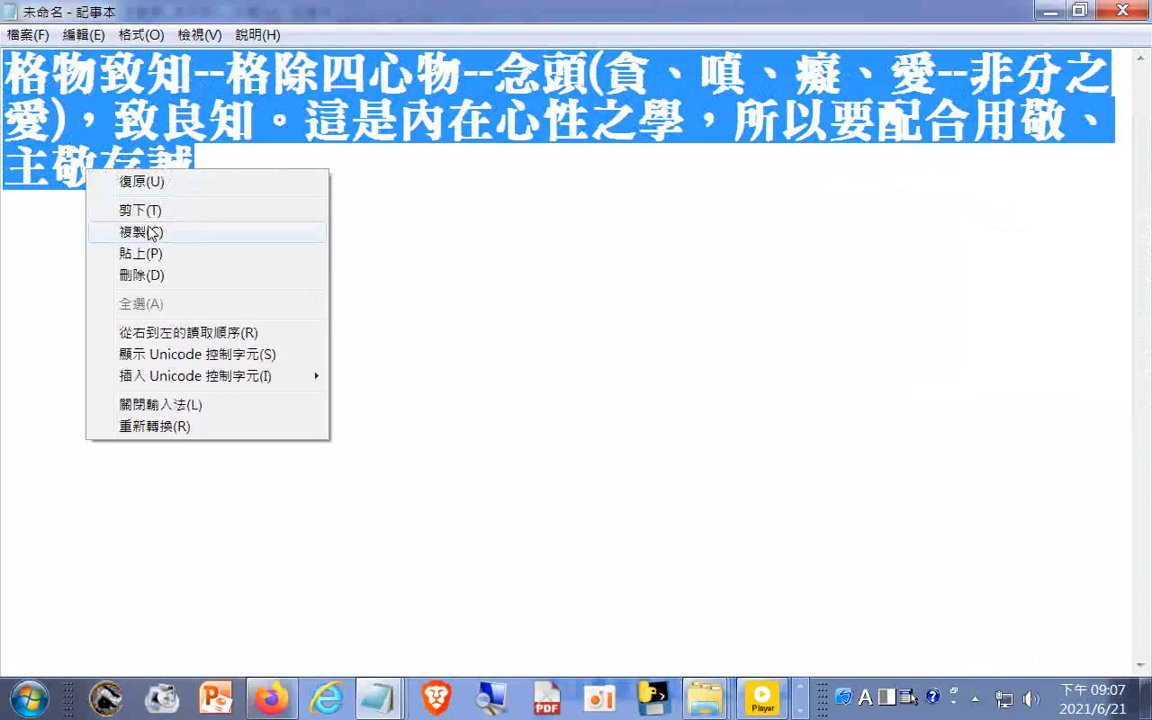 未命名 - 記事本
檔案(F) 編輯(E) 格式(O) 檢視(V) 說明(H)
格物致知--格除四心物--念頭(貪、嗔、癡、愛--非分之
愛)，致良知。這是內在心性之學，所以要配合用敬、
主敬存誠
復原(U)
剪下(T)
複製(C)
貼上(P)
刪除(D)
全選(A)
從右到左的讀取順序(R)
顯示 Unicode 控制字元(S)
插入 Unicode 控制字元(I)
關閉輸入法(L)
重新轉換(R)
PDF
Player
A
下午 09:07
2021/6/21